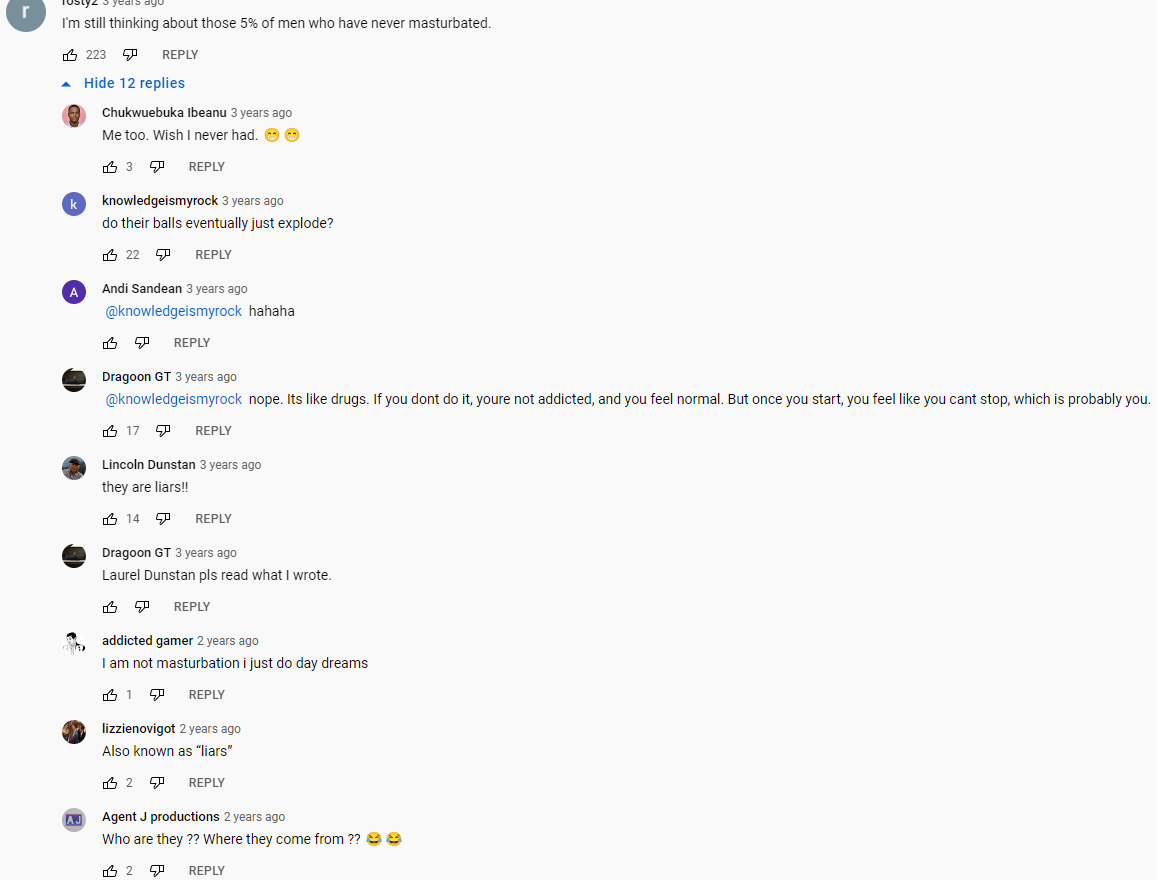 r
rosty2 3 years ago
I'm still thinking about those 5% of men who have never masturbated.
223 REPLY
Hide 12 replies
Chukwuebuka Ibeanu 3 years ago
Me too. Wish I never had. 😁 😁
3 REPLY
k
knowledgeismyrock 3 years ago
do their balls eventually just explode?
22 REPLY
A
Andi Sandean 3 years ago
@knowledgeismyrock hahaha
REPLY
Dragoon GT 3 years ago
@knowledgeismyrock nope. Its like drugs. If you dont do it, youre not addicted, and you feel normal. But once you start, you feel like you cant stop, which is probably you.
17 REPLY
Lincoln Dunstan 3 years ago
they are liars!!
14 REPLY
Dragoon GT 3 years ago
Laurel Dunstan pls read what I wrote.
REPLY
addicted gamer 2 years ago
I am not masturbation i just do day dreams
1 REPLY
lizzienovigot 2 years ago
Also known as “liars”
2 REPLY
AJ
Agent J productions 2 years ago
Who are they ?? Where they come from ?? 😂 😂
2 REPLY